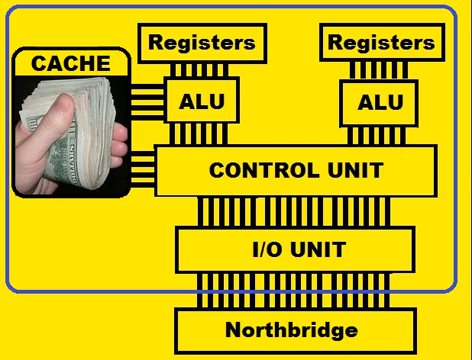 Registers
Registers
CACHE
ALU
ALU
CONTROL UNIT
I/O UNIT
Northbridge